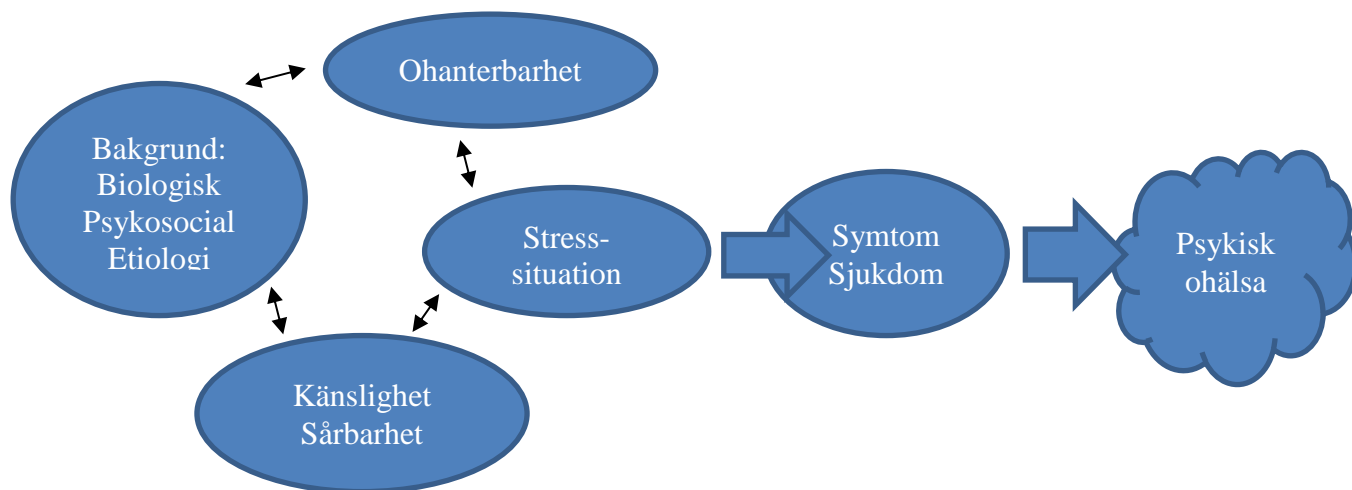 Ohanterbarhet
Bakgrund:
Biologisk
Psykosocial
Etiologi
Stress-
situation
Symtom
Sjukdom
Psykisk
ohälsa
Känslighet
Sårbarhet